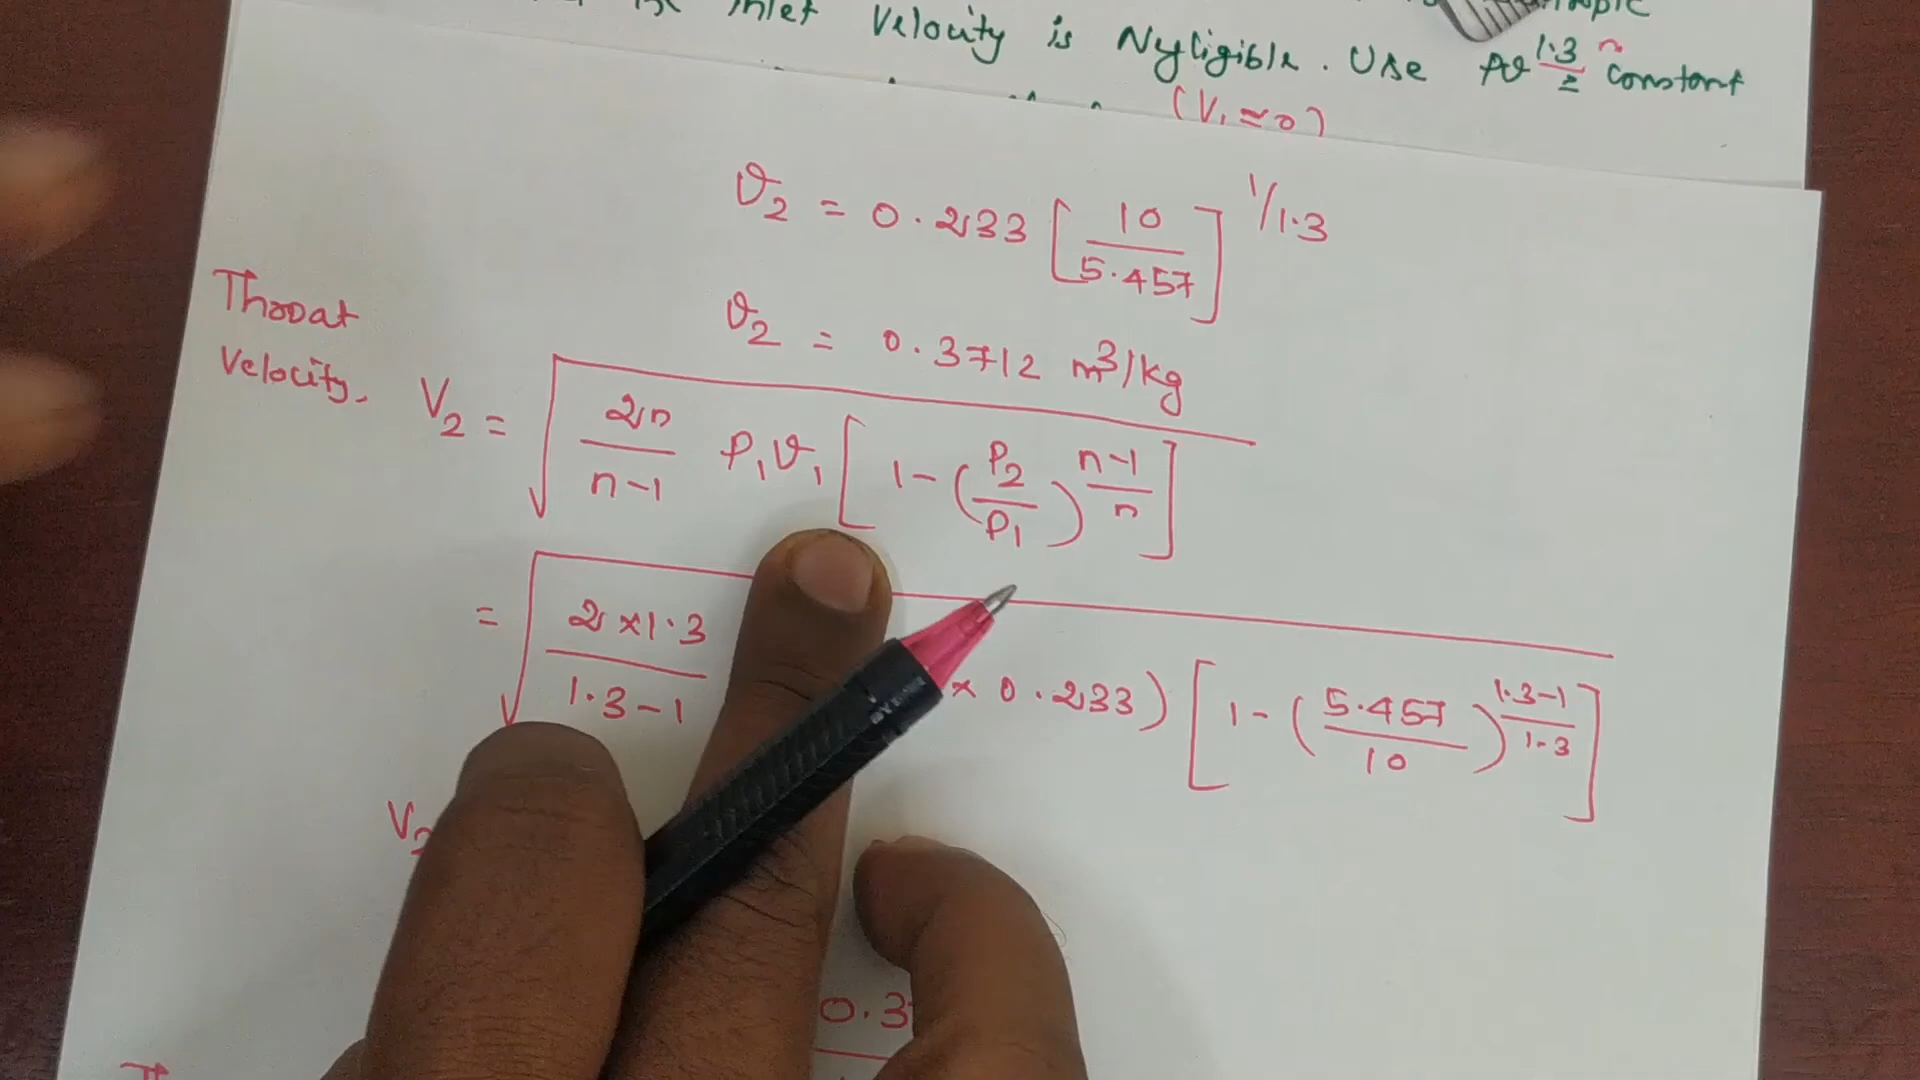 inlet Velocity is Nygligible. Use Pv^1.3 = constant
n
(V₁≃0)
v₂ = 0.233 [10/5.457]^1/1.3
v₂ = 0.3712 m³/kg
Thooat
Velocity,
V₂ = √(2n/(n-1) P₁v₁ [1-(P₂/P₁)^((n-1)/n)])
= √(2×1.3/(1.3-1) × 0.233) [1-(5.457/10)^((1.3-1)/1.3)]
V₂
0.3